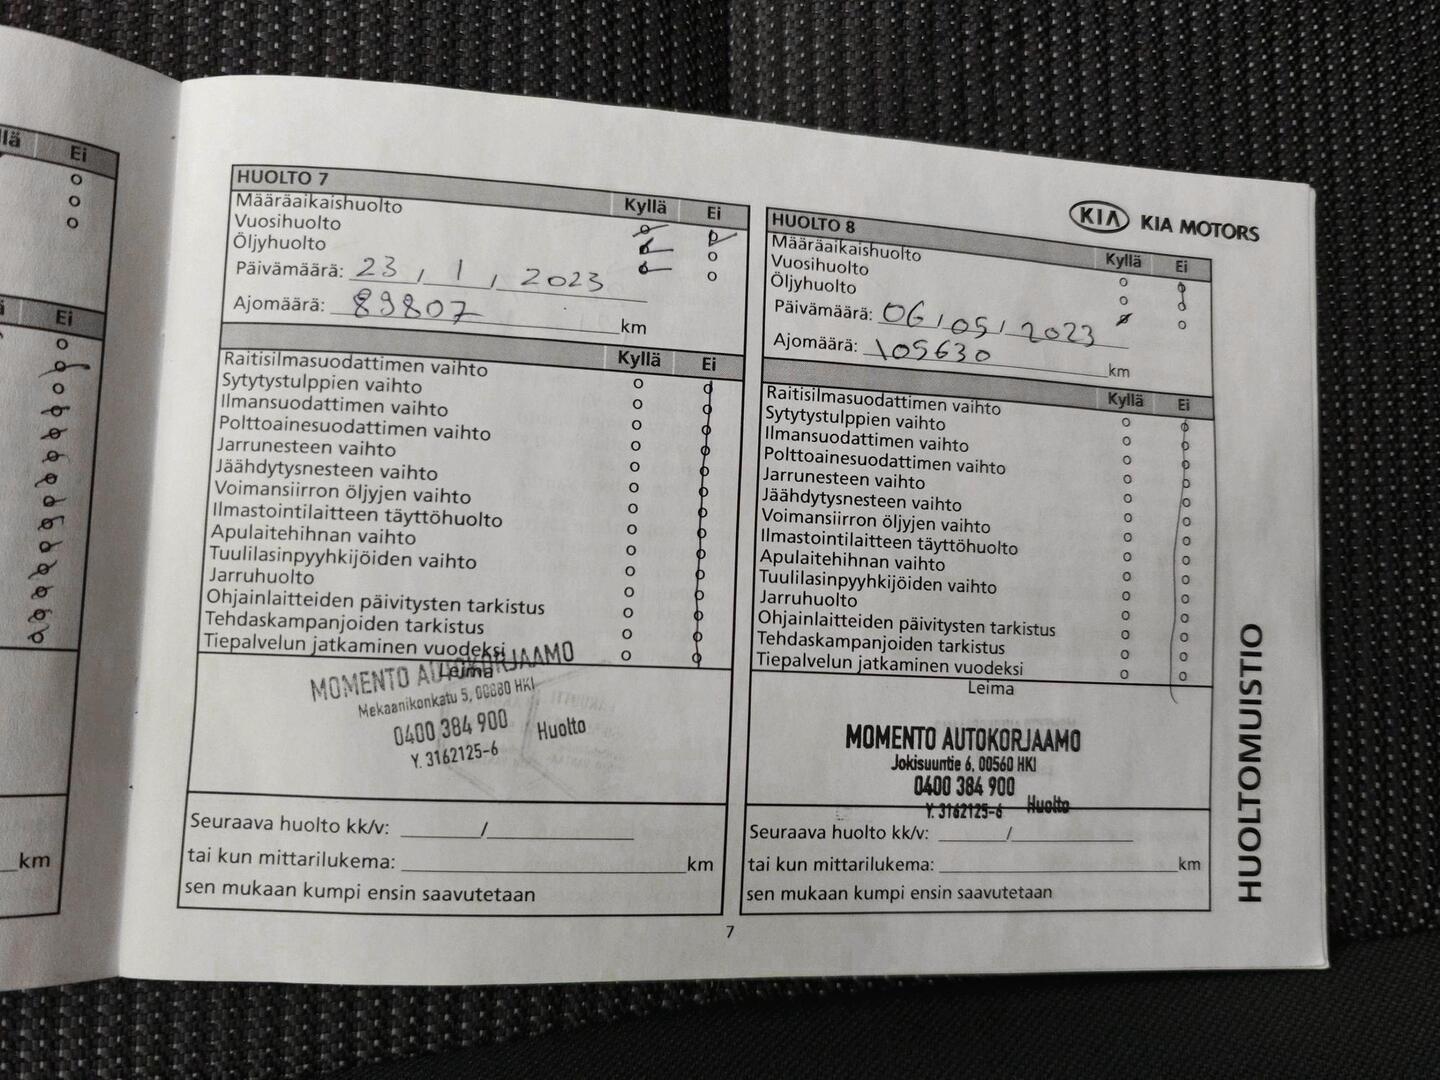 llä Ei
Ei
km
HUOLTO 7
Kyllä Ei
Määräaikaishuolto
Vuosihuolto
Öljyhuolto
Päivämäärä: 23 / 1 / 2023
Ajomäärä: 89807 km
Kyllä Ei
Raitisilmasuodattimen vaihto
Sytytystulppien vaihto
Ilmansuodattimen vaihto
Polttoainesuodattimen vaihto
Jarrunesteen vaihto
Jäähdytysnesteen vaihto
Voimansiirron öljyjen vaihto
Ilmastointilaitteen täyttöhuolto
Apulaitehihnan vaihto
Tuulilasinpyyhkijöiden vaihto
Jarruhuolto
Ohjainlaitteiden päivitysten tarkistus
Tehdaskampanjoiden tarkistus
Tiepalvelun jatkaminen vuodeksi
Leima
MOMENTO AUTOKORJAAMO
Mekaanikonkatu 5, 00880 HKI
0400 384 900
Y. 3162125-6 Huolto
Seuraava huolto kk/v: /
tai kun mittarilukema: km
sen mukaan kumpi ensin saavutetaan
KIA KIA MOTORS
HUOLTO 8
Kyllä Ei
Määräaikaishuolto
Vuosihuolto
Öljyhuolto
Päivämäärä: 06 / 05 / 2023
Ajomäärä: 105630 km
Kyllä Ei
Raitisilmasuodattimen vaihto
Sytytystulppien vaihto
Ilmansuodattimen vaihto
Polttoainesuodattimen vaihto
Jarrunesteen vaihto
Jäähdytysnesteen vaihto
Voimansiirron öljyjen vaihto
Ilmastointilaitteen täyttöhuolto
Apulaitehihnan vaihto
Tuulilasinpyyhkijöiden vaihto
Jarruhuolto
Ohjainlaitteiden päivitysten tarkistus
Tehdaskampanjoiden tarkistus
Tiepalvelun jatkaminen vuodeksi
Leima
MOMENTO AUTOKORJAAMO
Jokisuuntie 6, 00560 HKI
0400 384 900
Y. 3162125-6 Huolto
Seuraava huolto kk/v: /
tai kun mittarilukema: km
sen mukaan kumpi ensin saavutetaan
HUOLTOMUISTIO
7